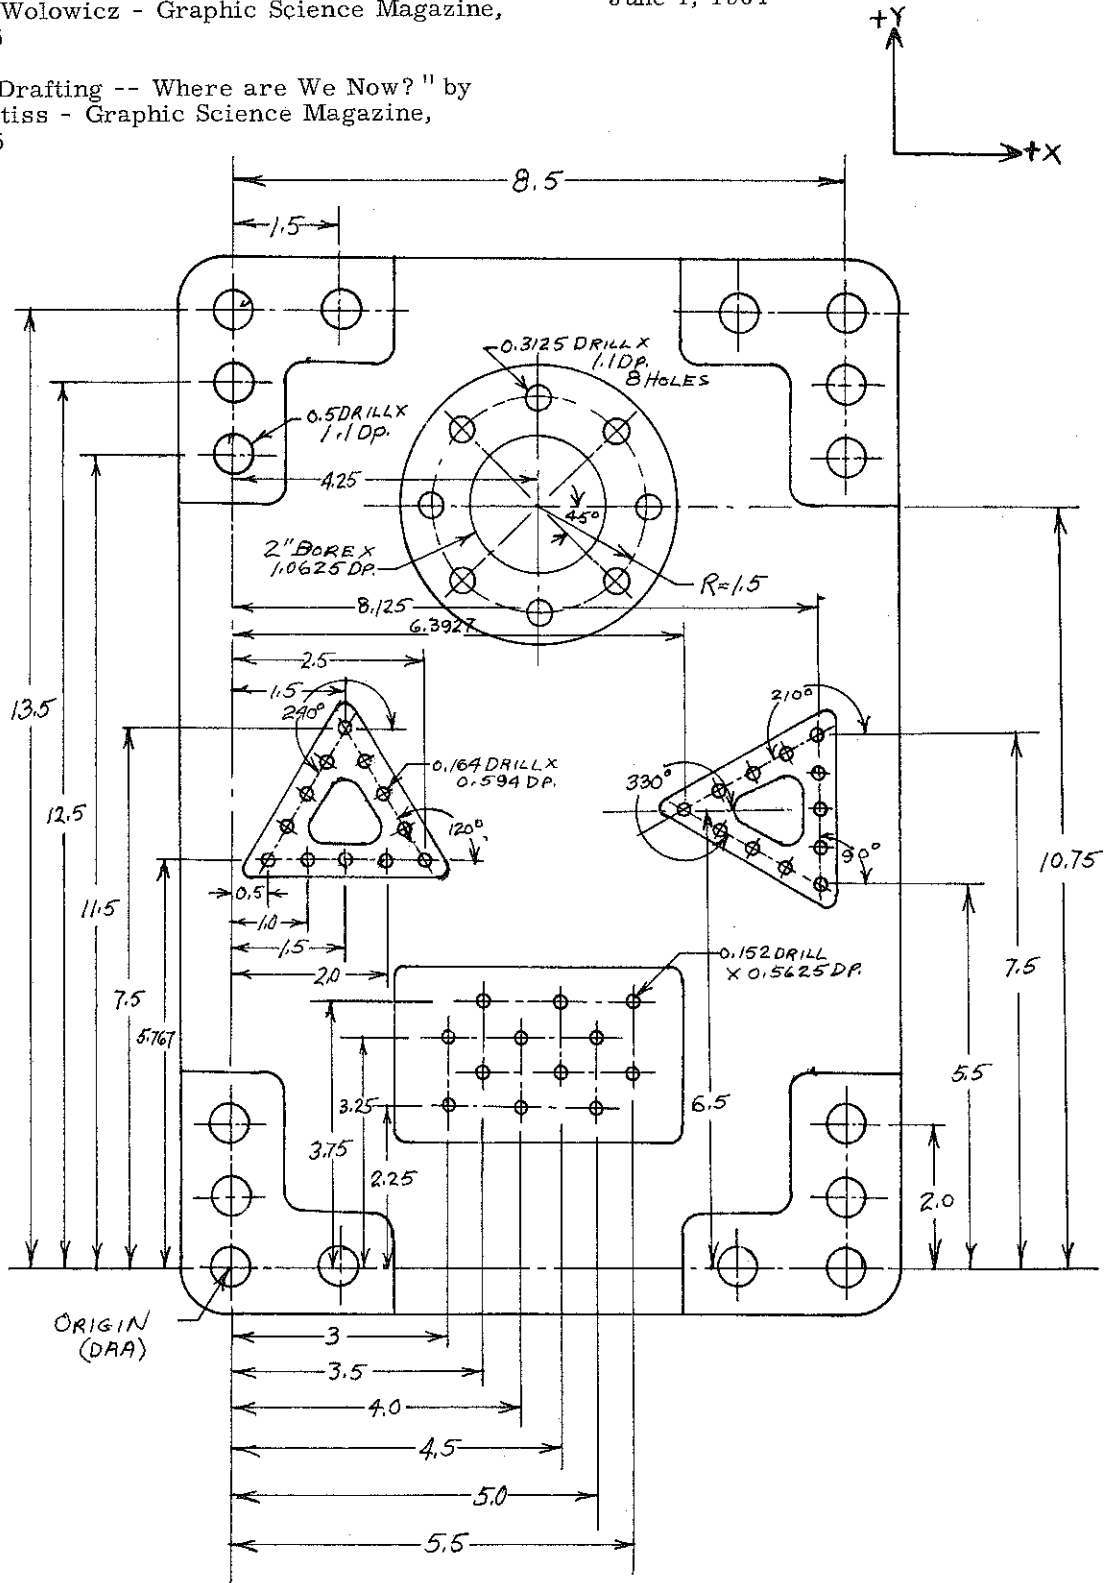 Wolowicz - Graphic Science Magazine,
Drafting -- Where are We Now? " by
tiss - Graphic Science Magazine,
+Y
+X
8.5
1.5
0.3125 DRILL X
1.1 DP.
8 HOLES
0.5 DRILL X
1.1 DP.
4.25
45°
2" BORE X
1.0625 DP.
R=1.5
8.125
6.3927
2.5
1.5
240°
210°
13.5
0.164 DRILL X
0.594 DP.
330°
12.5
120°
90°
10.75
0.5
11.5
1.0
1.5
2.0
0.152 DRILL
X 0.5625 DP.
7.5
7.5
5.767
5.5
3.25
6.5
3.75
2.25
2.0
ORIGIN
(DAA)
3
3.5
4.0
4.5
5.0
5.5